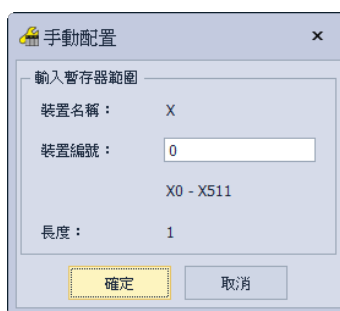 手動配置
輸入暫存器範圍
裝置名稱： X
裝置編號： 0
X0 - X511
長度： 1
確定 取消